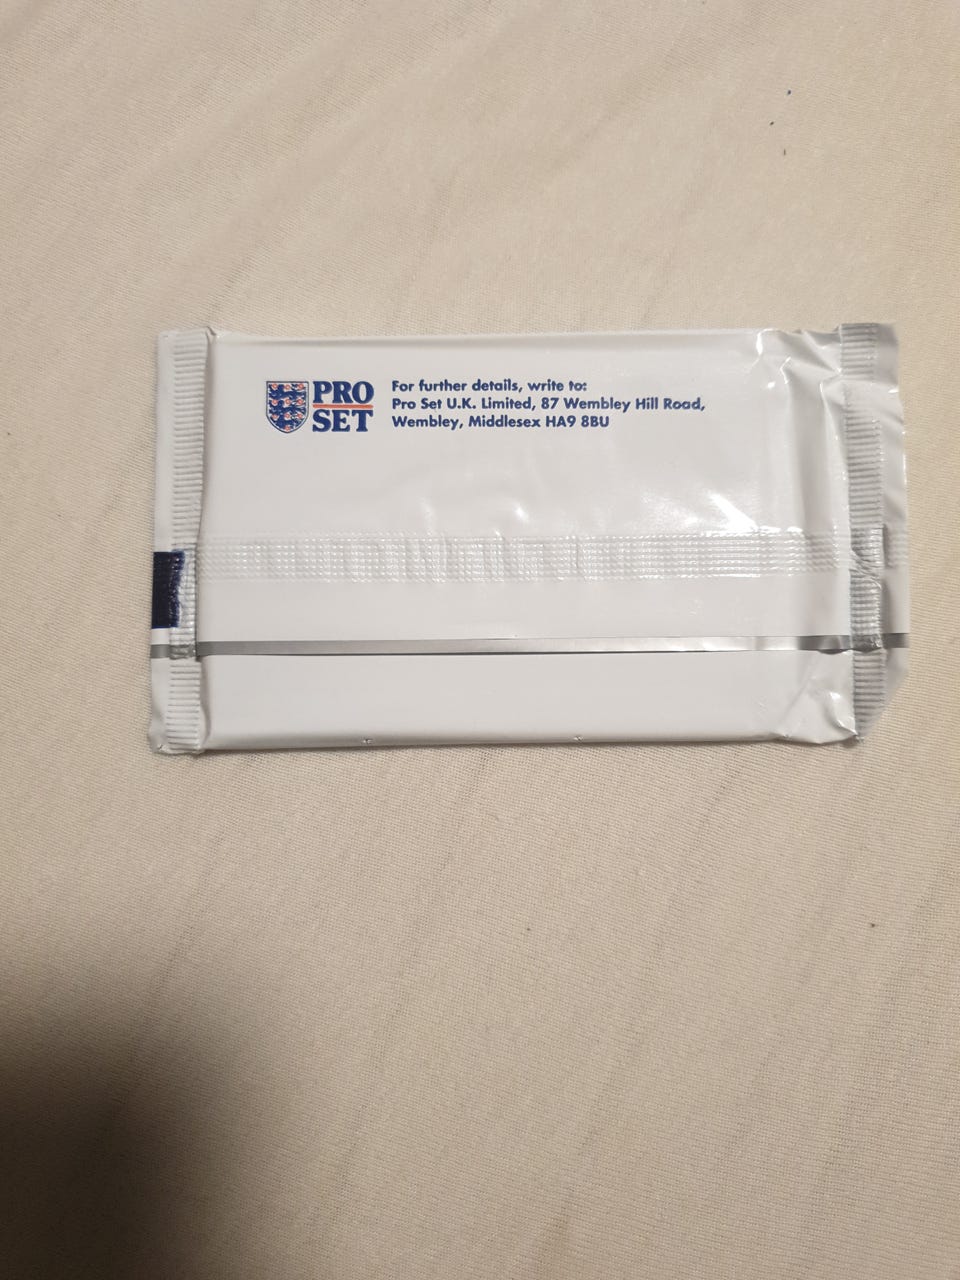 PRO
SET
For further details, write to:
Pro Set U.K. Limited, 87 Wembley Hill Road,
Wembley, Middlesex HA9 8BU